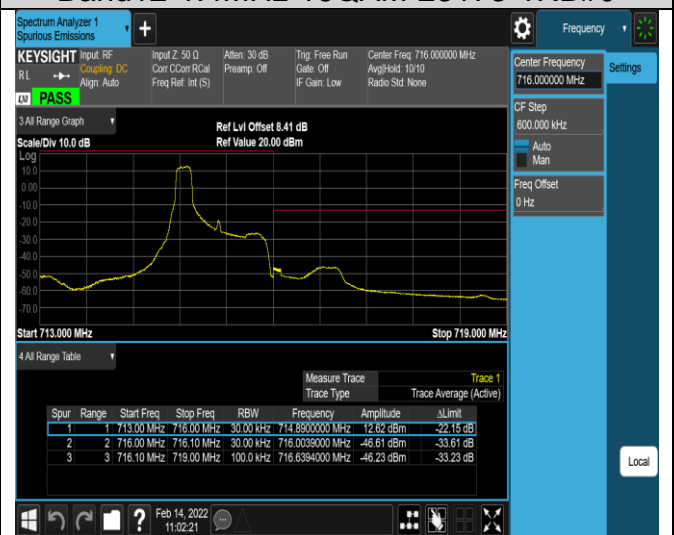 Band12 1.4MHz 16QAM 23173 1RB#0
Spectrum Analyzer 1
Spurious Emissions
+
Frequency
KEYSIGHT Input: RF Input Z: 50 Ω Atten: 30 dB Trig: Free Run Center Freq: 716.000000 MHz
RL Coupling: DC Corr CCorr RCal Preamp: Off Gate: Off Avg|Hold: 10/10
Align: Auto Freq Ref: Int (S) IF Gain: Low Radio Std: None
LXI PASS
Center Frequency
716.000000 MHz
Settings
CF Step
600.000 kHz
Auto
Man
Freq Offset
0 Hz
3 All Range Graph
Ref Lvl Offset 8.41 dB
Scale/Div 10.0 dB Ref Value 20.00 dBm
Log
10.0
0.00
-10.0
-20.0
-30.0
-40.0
-50.0
-60.0
-70.0
Start 713.000 MHz Stop 719.000 MHz
4 All Range Table
Measure Trace Trace 1
Trace Type Trace Average (Active)
Spur Range Start Freq Stop Freq RBW Frequency Amplitude ΔLimit
1 1 713.00 MHz 716.00 MHz 30.00 kHz 714.8900000 MHz 12.62 dBm -22.15 dB
2 2 716.00 MHz 716.10 MHz 30.00 kHz 716.0039000 MHz -46.61 dBm -33.61 dB
3 3 716.10 MHz 719.00 MHz 100.0 kHz 716.6394000 MHz -46.23 dBm -33.23 dB
Local
? Feb 14, 2022
11:02:21